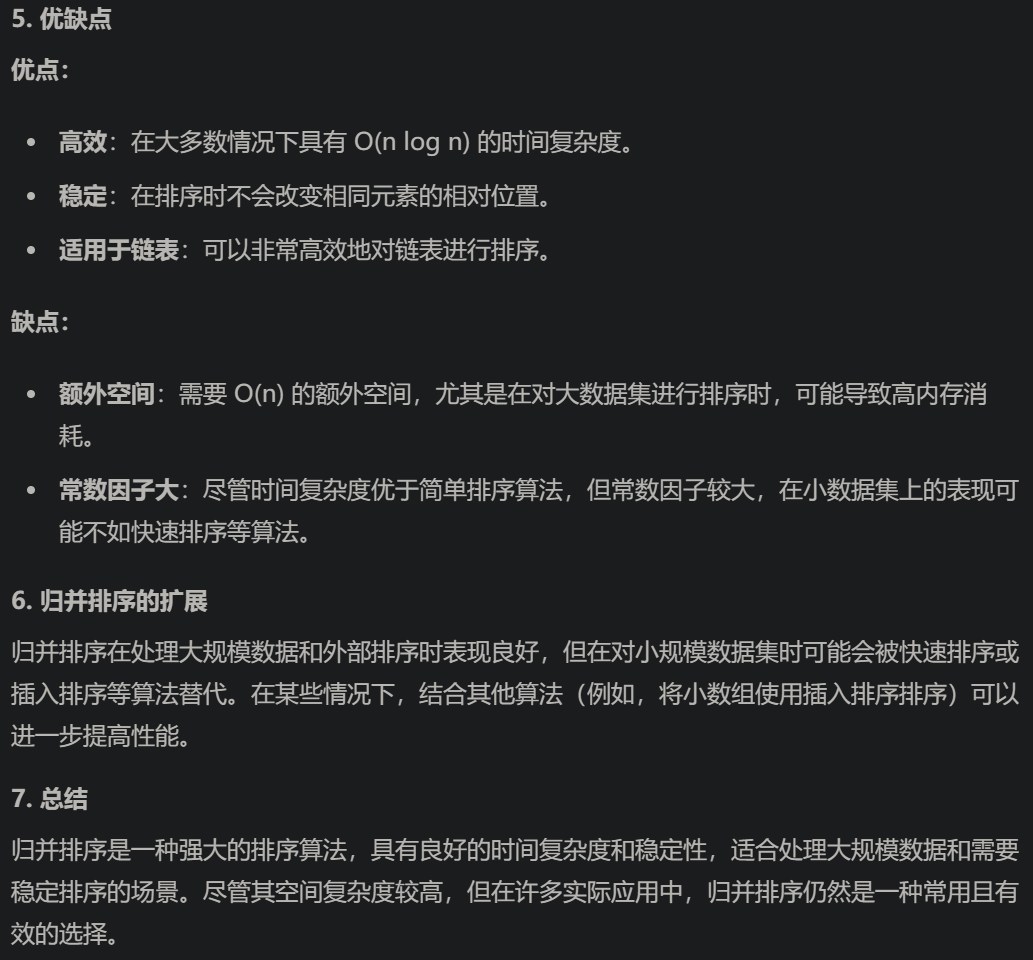 5. 优缺点
优点：
• 高效：在大多数情况下具有 O(n log n) 的时间复杂度。
• 稳定：在排序时不会改变相同元素的相对位置。
• 适用于链表：可以非常高效地对链表进行排序。
缺点：
• 额外空间：需要 O(n) 的额外空间，尤其是在对大数据集进行排序时，可能导致高内存消
耗。
• 常数因子大：尽管时间复杂度优于简单排序算法，但常数因子较大，在小数据集上的表现可
能不如快速排序等算法。
6. 归并排序的扩展
归并排序在处理大规模数据和外部排序时表现良好，但在对小规模数据集时可能会被快速排序或
插入排序等算法替代。在某些情况下，结合其他算法（例如，将小数组使用插入排序排序）可以
进一步提高性能。
7. 总结
归并排序是一种强大的排序算法，具有良好的时间复杂度和稳定性，适合处理大规模数据和需要
稳定排序的场景。尽管其空间复杂度较高，但在许多实际应用中，归并排序仍然是一种常用且有
效的选择。